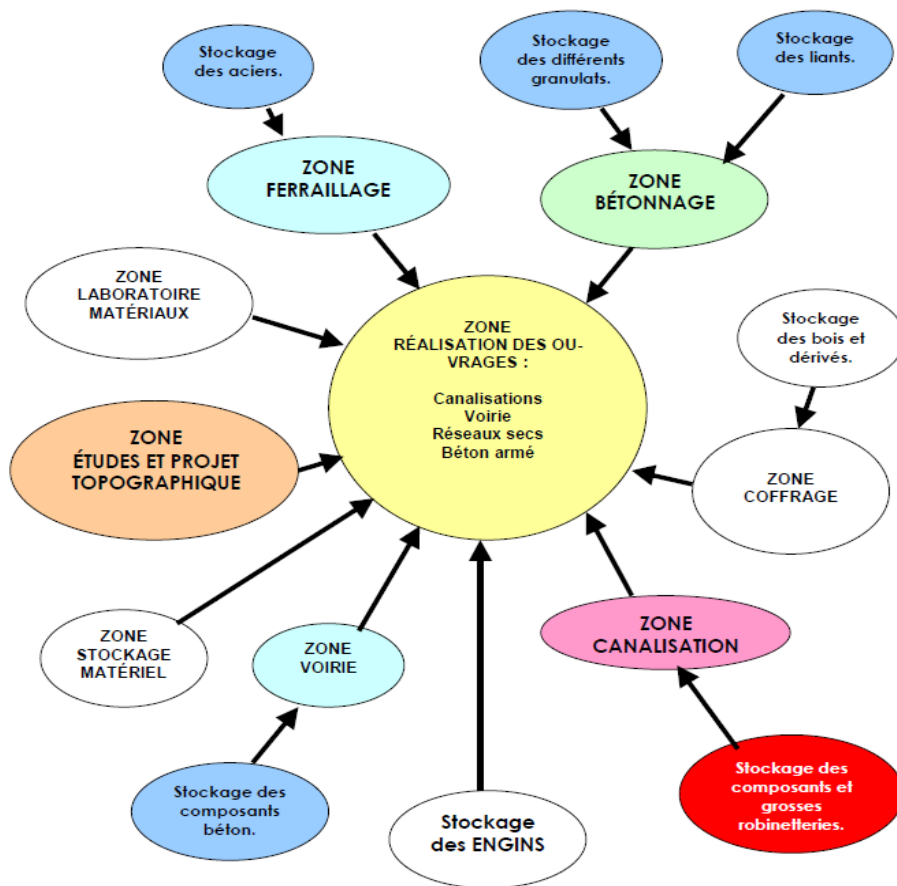 Stockage
des aciers.
Stockage
des différents
granulats.
Stockage
des liants.
ZONE
FERRAILLAGE
ZONE
BÉTONNAGE
ZONE
LABORATOIRE
MATÉRIAUX
ZONE
RÉALISATION DES OU-
VRAGES :
Canalisations
Voirie
Réseaux secs
Béton armé
Stockage
des bois et
dérivés.
ZONE
ÉTUDES ET PROJET
TOPOGRAPHIQUE
ZONE
COFFRAGE
ZONE
STOCKAGE
MATÉRIEL
ZONE
VOIRIE
ZONE
CANALISATION
Stockage des
composants
béton.
Stockage
des ENGINS
Stockage des
composants et
grosses
robinetteries.